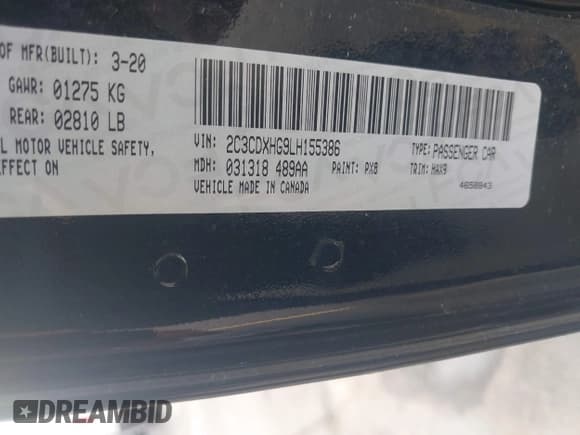 OF MFR(BUILT): 3-20
GAWR: 01275 KG
REAR: 02810 LB
MOTOR VEHICLE SAFETY,
EFFECT ON
VIN: 2C3CDXHG9LH155386
TYPE: PASSENGER CAR
MDH: 031318 489AA
PAINT: PX8
TRIM: HAX9
VEHICLE MADE IN CANADA
4650843
DREAMBID